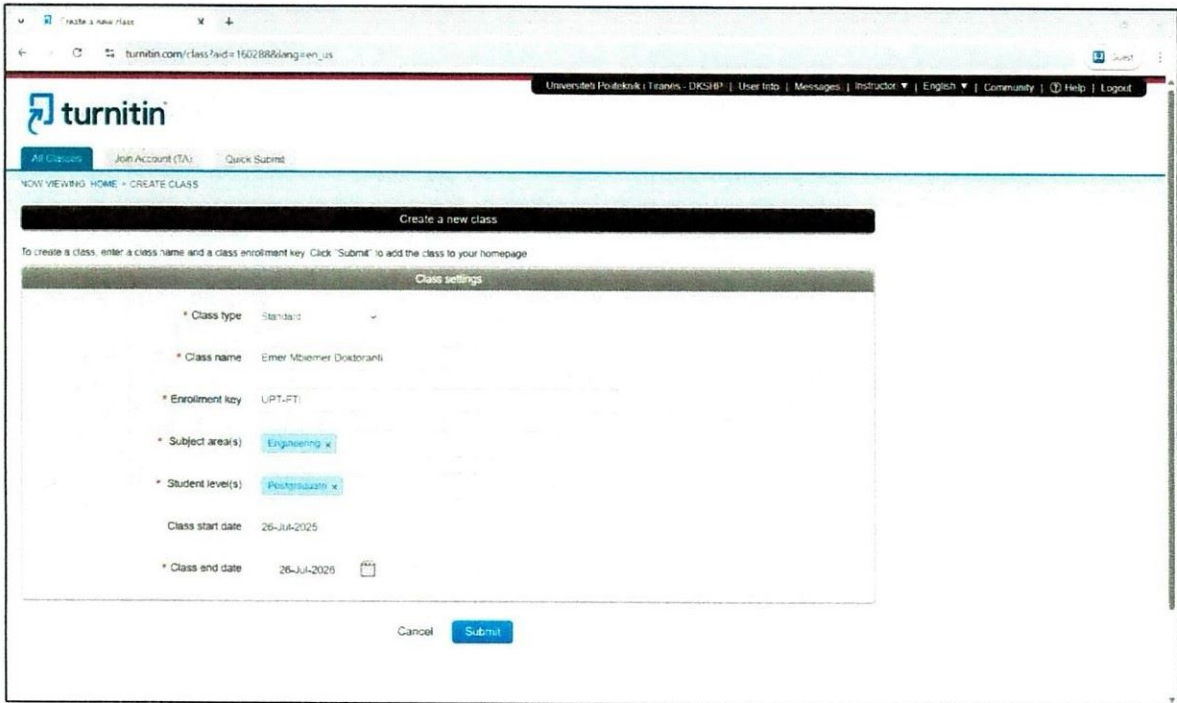 Create a new class
turnitin.com/class?aid=160288&lang=en_us
Guest
Universiteti Politeknik i Tiranes - DKSHP | User Info | Messages | Instructor ▼ | English ▼ | Community | Help | Logout
turnitin
All Classes Join Account (TA) Quick Submit
NOW VIEWING: HOME > CREATE CLASS
Create a new class
To create a class, enter a class name and a class enrollment key. Click "Submit" to add the class to your homepage.
Class settings
* Class type Standard
* Class name Emer Mbiemer Doktoranti
* Enrollment key UPT-FTI
* Subject area(s) Engineering x
* Student level(s) Postgraduate x
Class start date 26-Jul-2025
* Class end date 26-Jul-2026
Cancel Submit